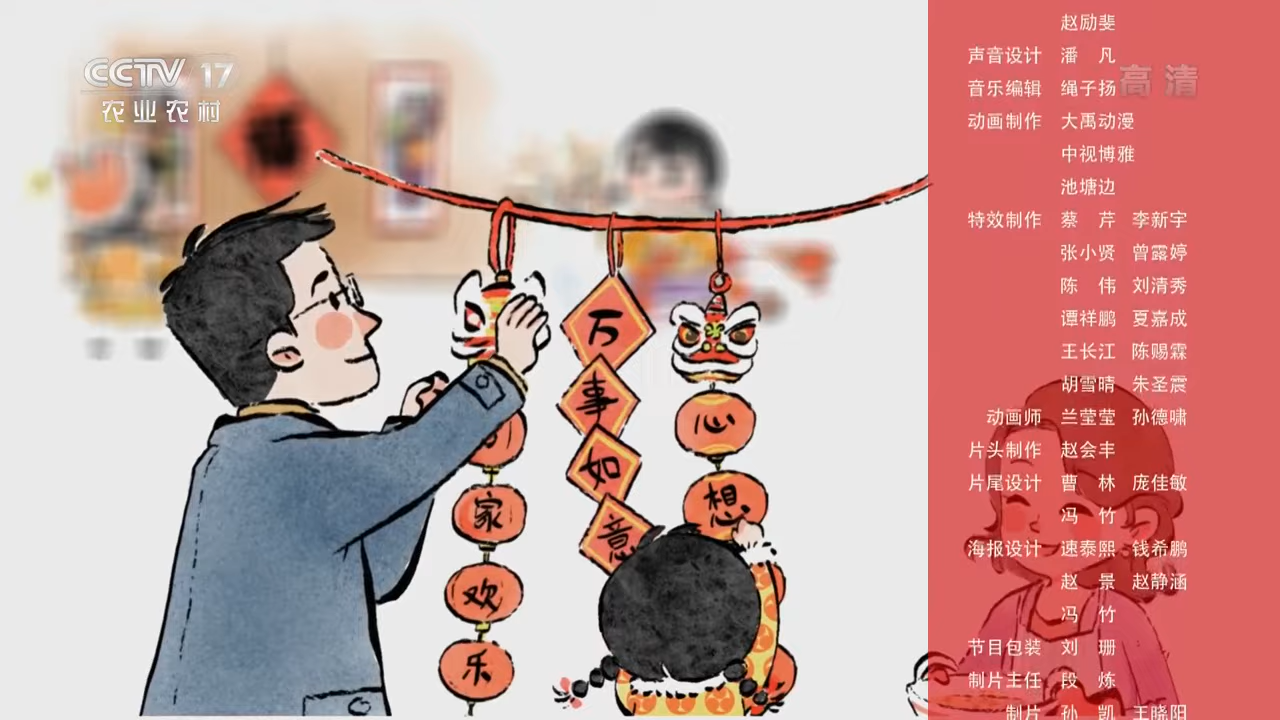 CCTV 17
农业农村
高清
万事如意
家欢乐
心想
赵励斐
声音设计 潘 凡
音乐编辑 绳子扬
动画制作 大禹动漫
中视博雅
池塘边
特效制作 蔡 芹 李新宇
张小贤 曾露婷
陈 伟 刘清秀
谭祥鹏 夏嘉成
王长江 陈赐霖
胡雪晴 朱圣震
动画师 兰莹莹 孙德啸
片头制作 赵会丰
片尾设计 曹 林 庞佳敏
冯 竹
海报设计 速泰熙 钱希鹏
赵 景 赵静涵
冯 竹
节目包装 刘 珊
制片主任 段 炼
制片 孙 凯 王晓阳